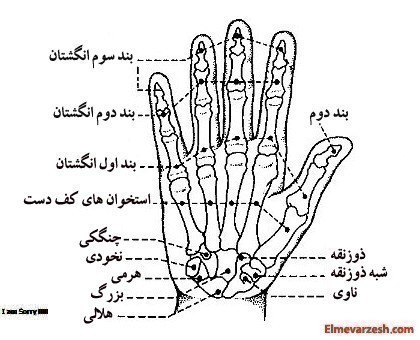 بند سوم انگشتان
بند دوم انگشتان
بند دوم
بند اول انگشتان
استخوان های کف دست
چنگکی
نخودی
هرمی
بزرگ
هلالی
ذوزنقه
شبه ذوزنقه
ناوی
I am Sorry !!!!!
Elmevarzesh.com